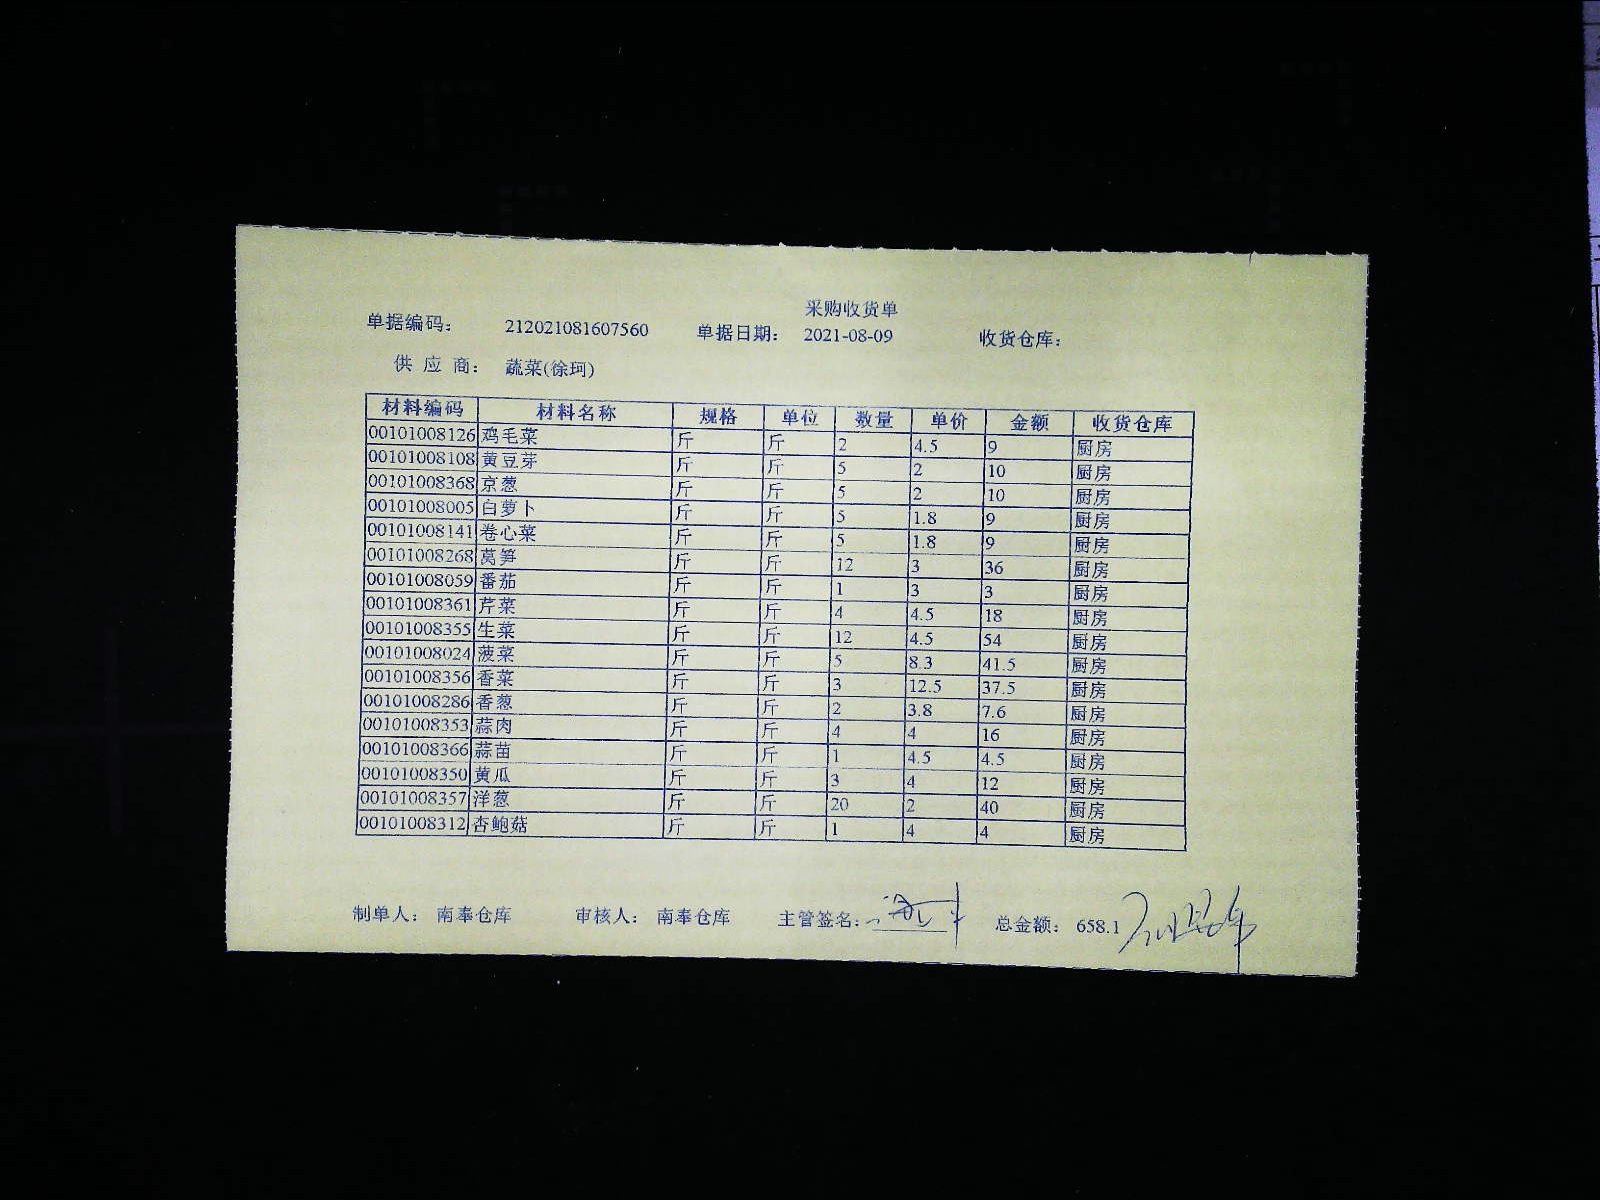 采购收货单
单据编码： 212021081607560 单据日期： 2021-08-09 收货仓库：
供 应 商： 蔬菜(徐珂)
材料编码 材料名称 规格 单位 数量 单价 金额 收货仓库
00101008126 鸡毛菜 斤 斤 2 4.5 9 厨房
00101008108 黄豆芽 斤 斤 5 2 10 厨房
00101008368 京葱 斤 斤 5 2 10 厨房
00101008005 白萝卜 斤 斤 5 1.8 9 厨房
00101008141 卷心菜 斤 斤 5 1.8 9 厨房
00101008268 莴笋 斤 斤 12 3 36 厨房
00101008059 番茄 斤 斤 1 3 3 厨房
00101008361 芹菜 斤 斤 4 4.5 18 厨房
00101008355 生菜 斤 斤 12 4.5 54 厨房
00101008024 菠菜 斤 斤 5 8.3 41.5 厨房
00101008356 香菜 斤 斤 3 12.5 37.5 厨房
00101008286 香葱 斤 斤 2 3.8 7.6 厨房
00101008353 蒜肉 斤 斤 4 4 16 厨房
00101008366 蒜苗 斤 斤 1 4.5 4.5 厨房
00101008350 黄瓜 斤 斤 3 4 12 厨房
00101008357 洋葱 斤 斤 20 2 40 厨房
00101008312 杏鲍菇 斤 斤 1 4 4 厨房
制单人： 南奉仓库 审核人： 南奉仓库 主管签名： 总金额： 658.1